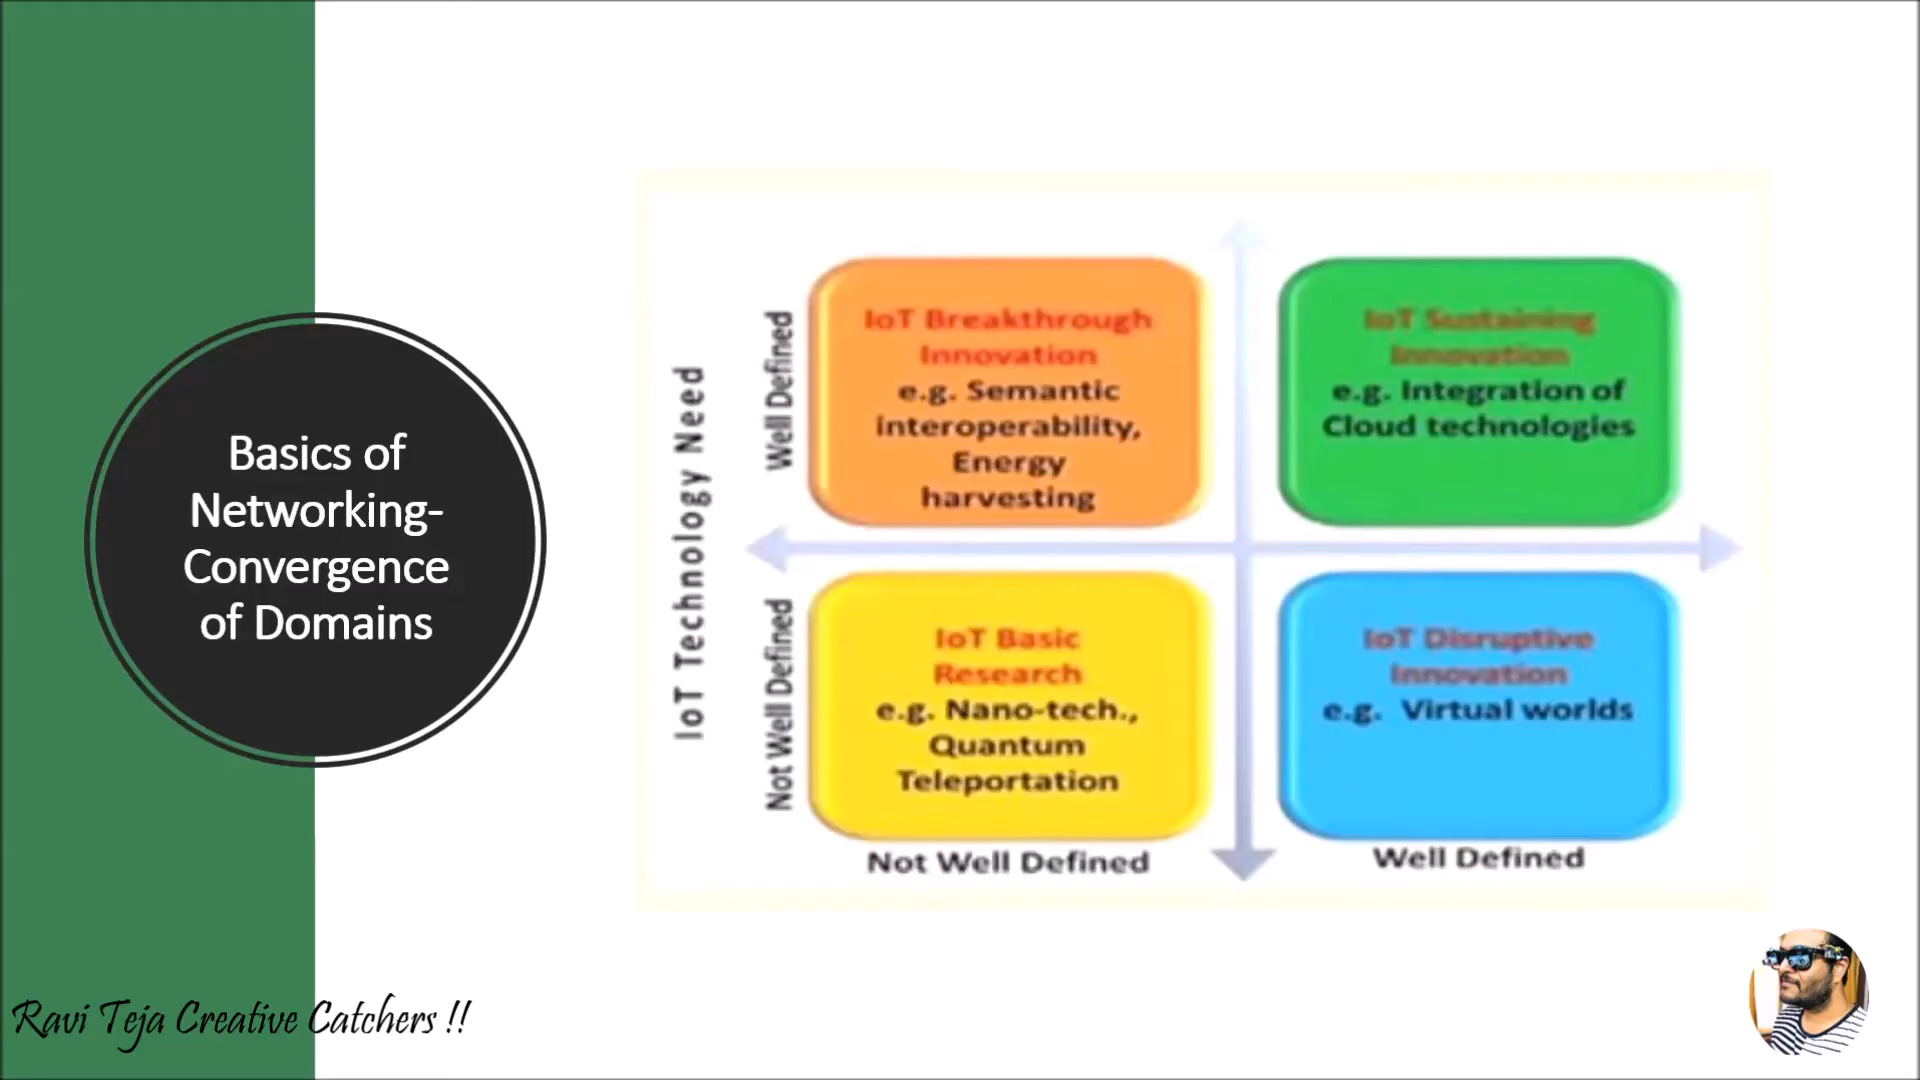 Basics of
Networking-
Convergence
of Domains
IoT Technology Need
Well Defined
Not Well Defined
IoT Breakthrough
Innovation
e.g. Semantic
interoperability,
Energy
harvesting
IoT Sustaining
Innovation
e.g. Integration of
Cloud technologies
IoT Basic
Research
e.g. Nano-tech.,
Quantum
Teleportation
IoT Disruptive
Innovation
e.g. Virtual worlds
Not Well Defined
Well Defined
Ravi Teja Creative Catchers !!